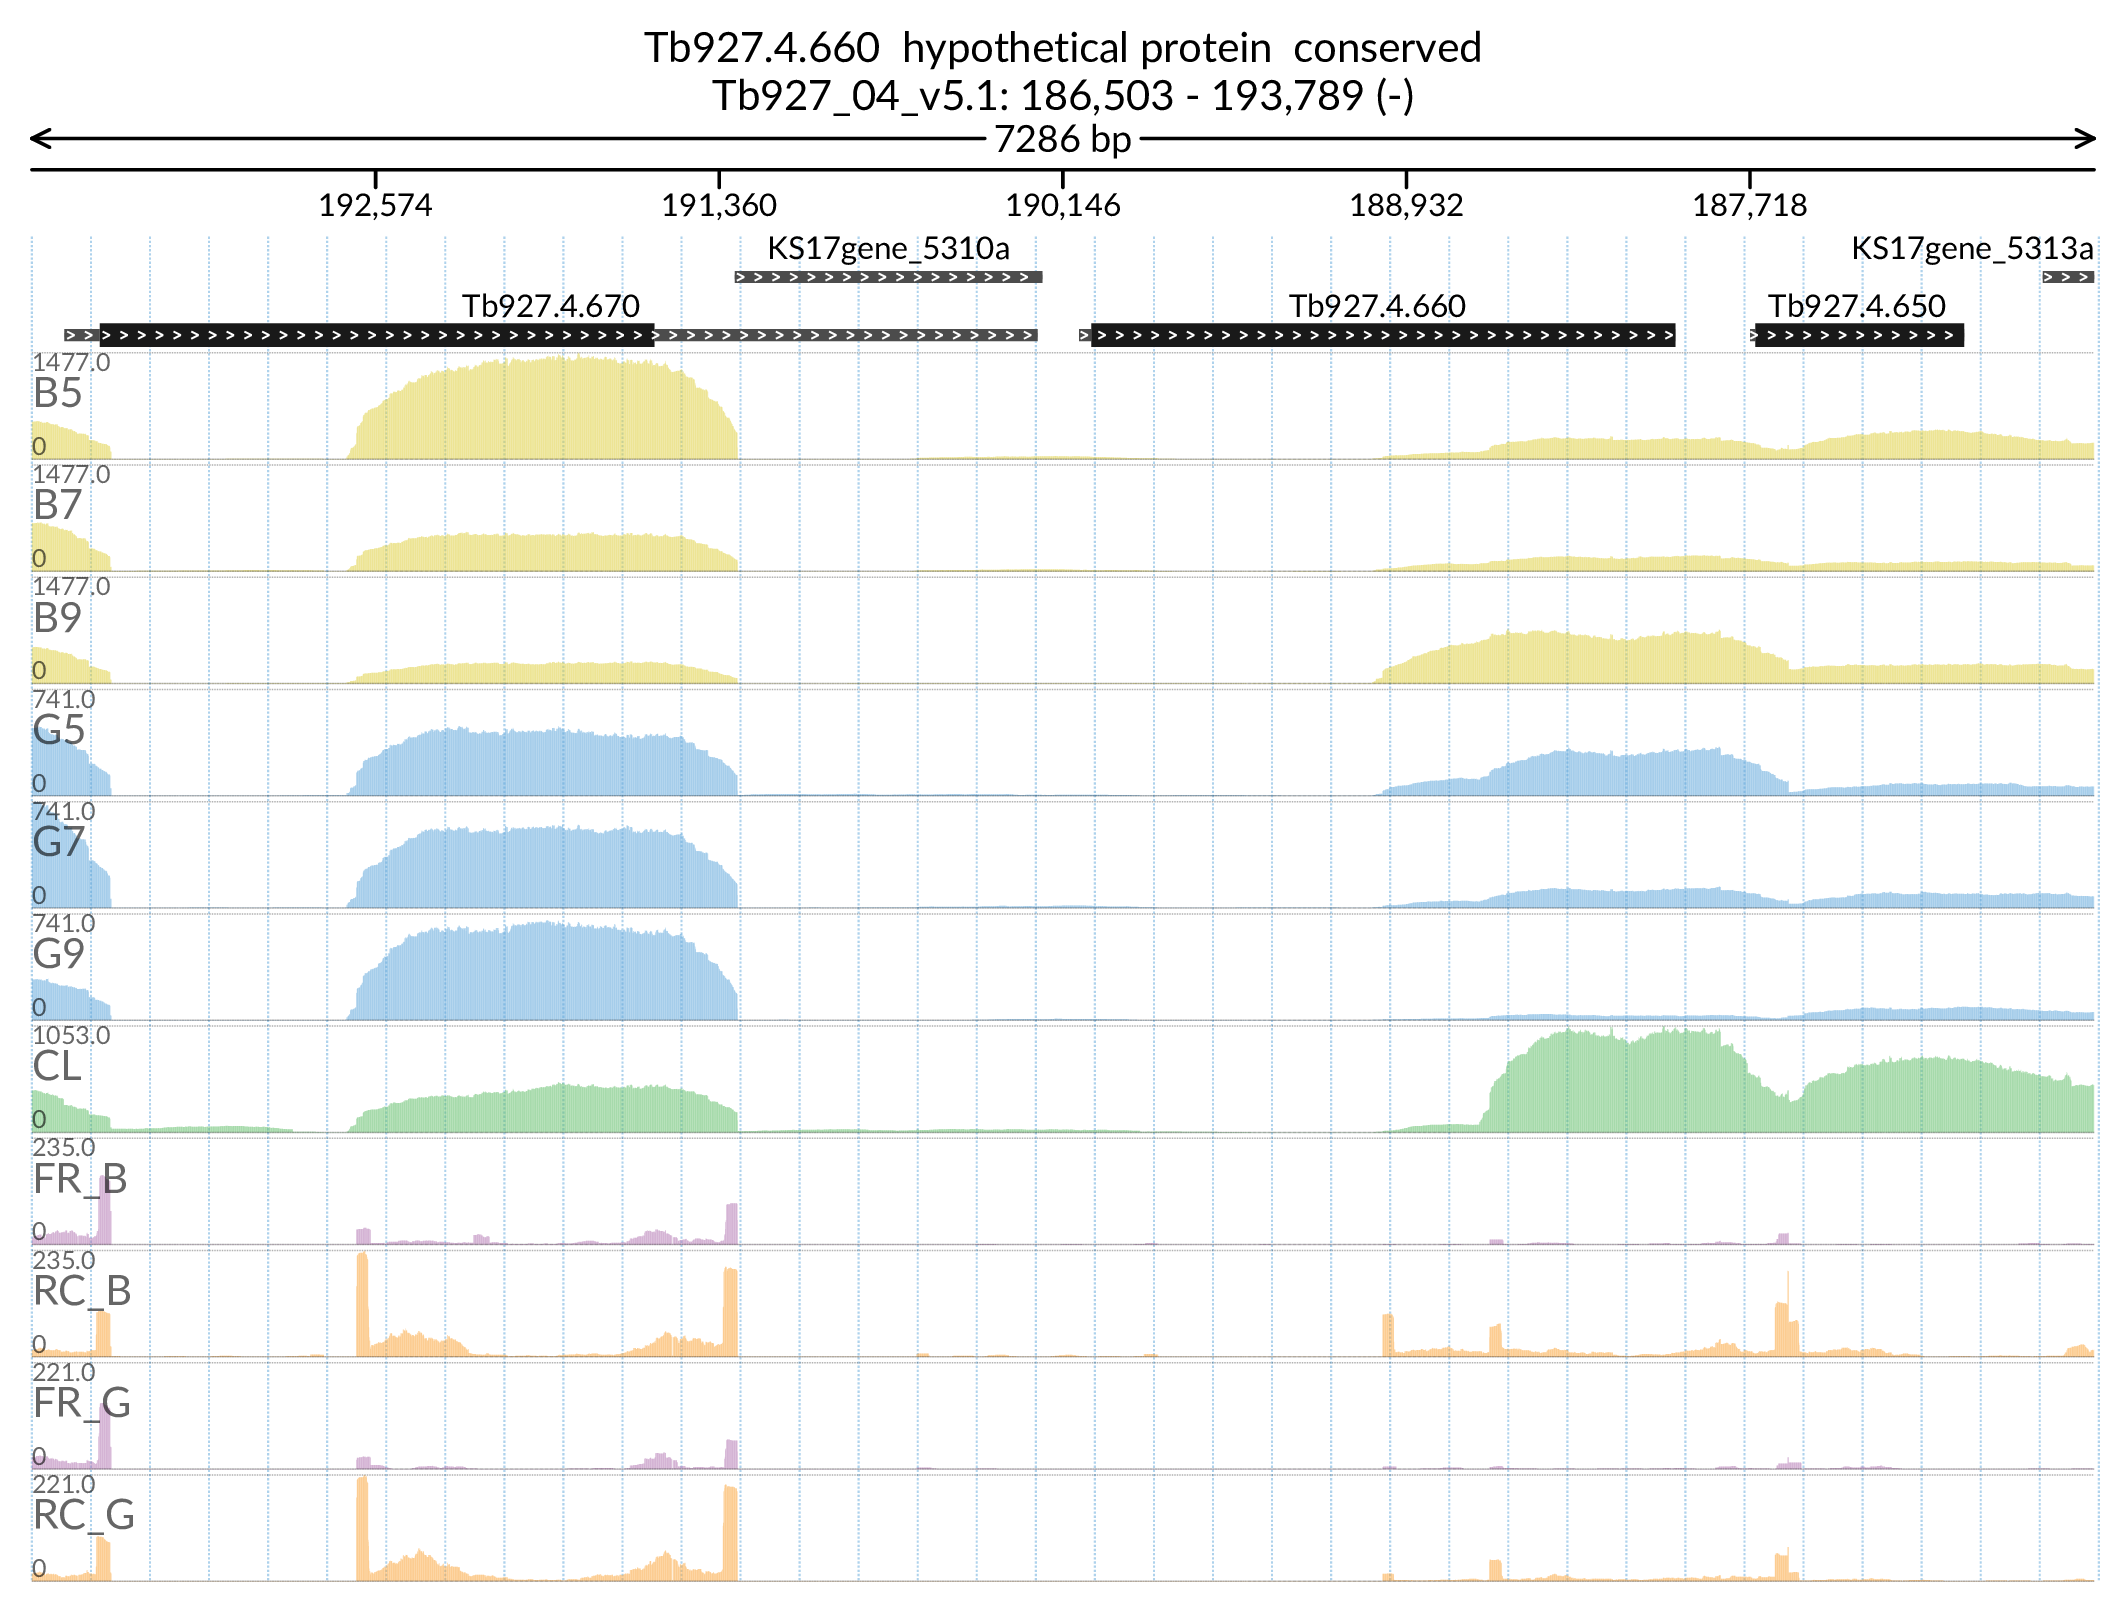 Tb927.4.660  hypothetical protein  conserved
Tb927_04_v5.1: 186,503 - 193,789 (-)
7286 bp
192,574 191,360 190,146 188,932 187,718
KS17gene_5310a KS17gene_5313a
Tb927.4.670 Tb927.4.660 Tb927.4.650
1477.0
B5
0
1477.0
B7
0
1477.0
B9
0
741.0
G5
0
741.0
G7
0
741.0
G9
0
1053.0
CL
0
235.0
FR_B
0
235.0
RC_B
0
221.0
FR_G
0
221.0
RC_G
0